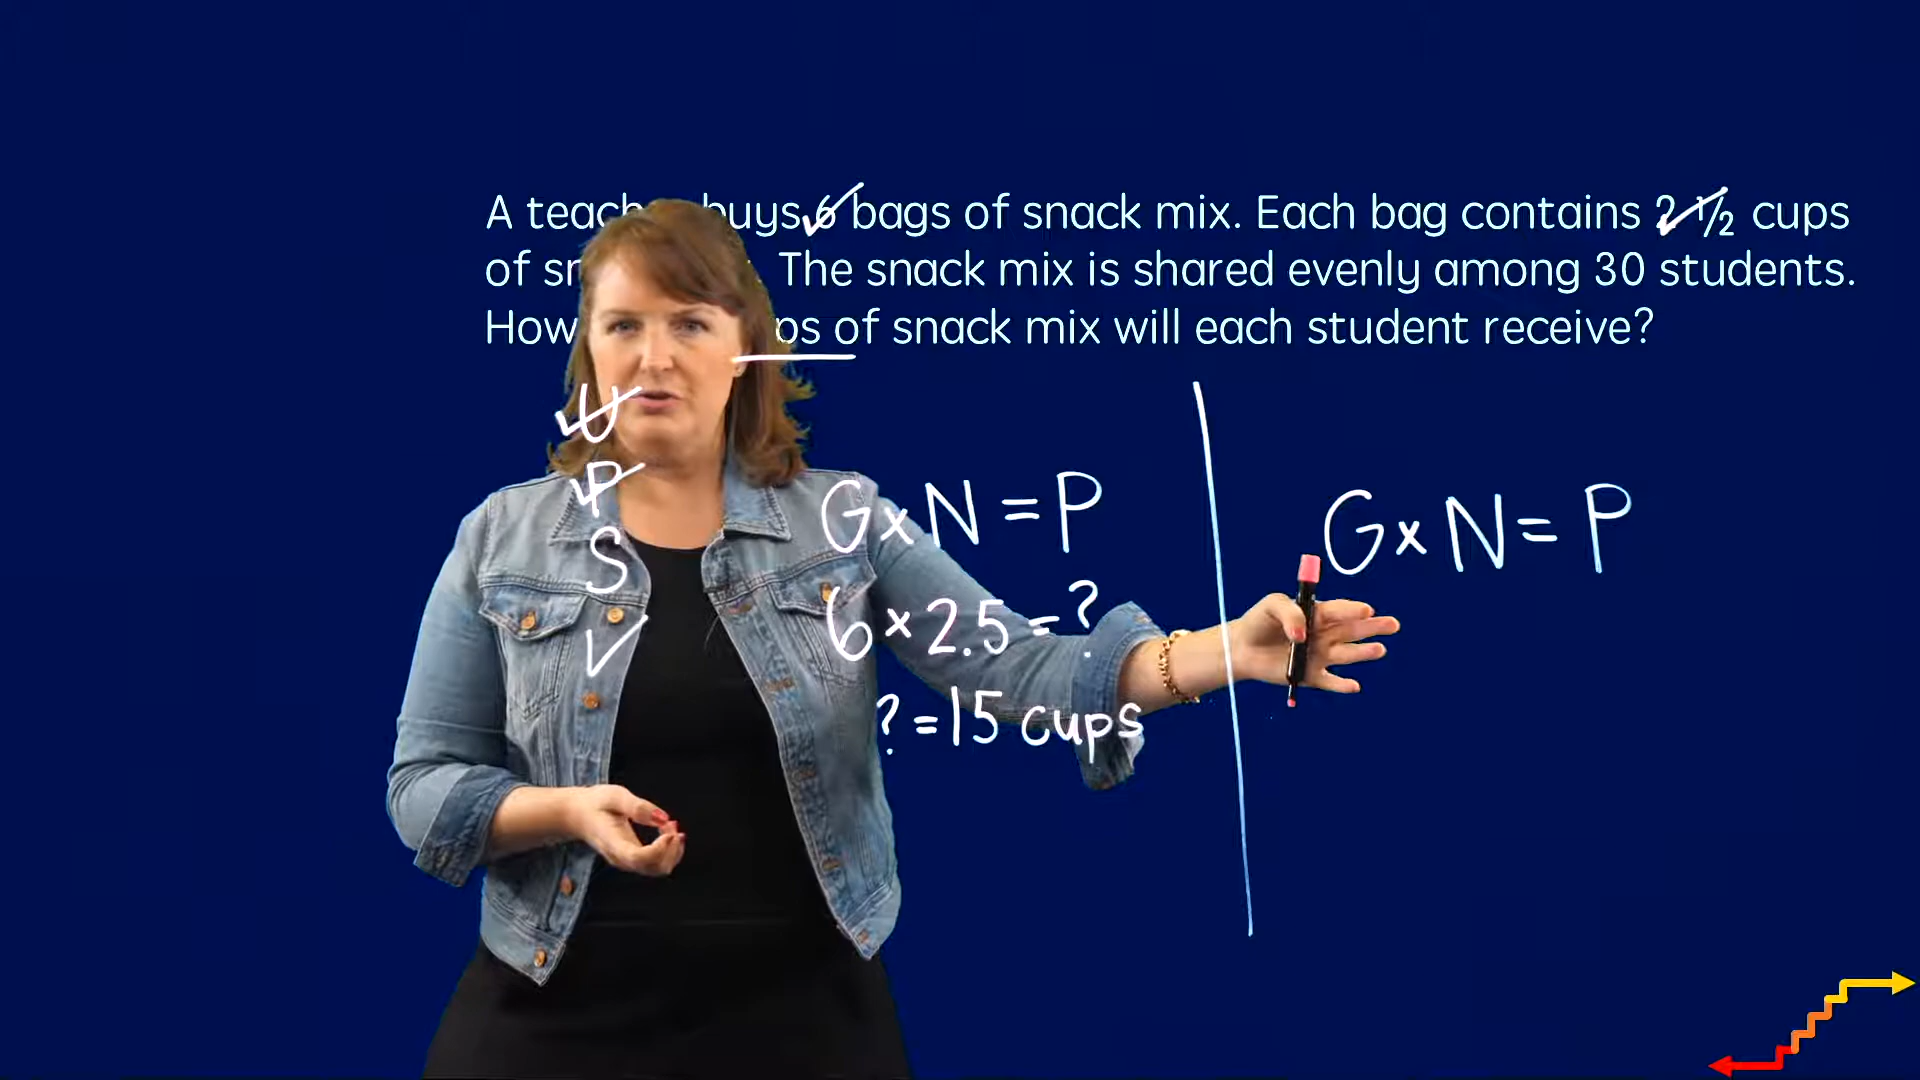 A teach buys 6 bags of snack mix. Each bag contains 2 ½ cups
of sn . The snack mix is shared evenly among 30 students.
How ps of snack mix will each student receive?
U
P
S
✓
G x N = P
6 x 2.5 = ?
? = 15 cups
G x N = P